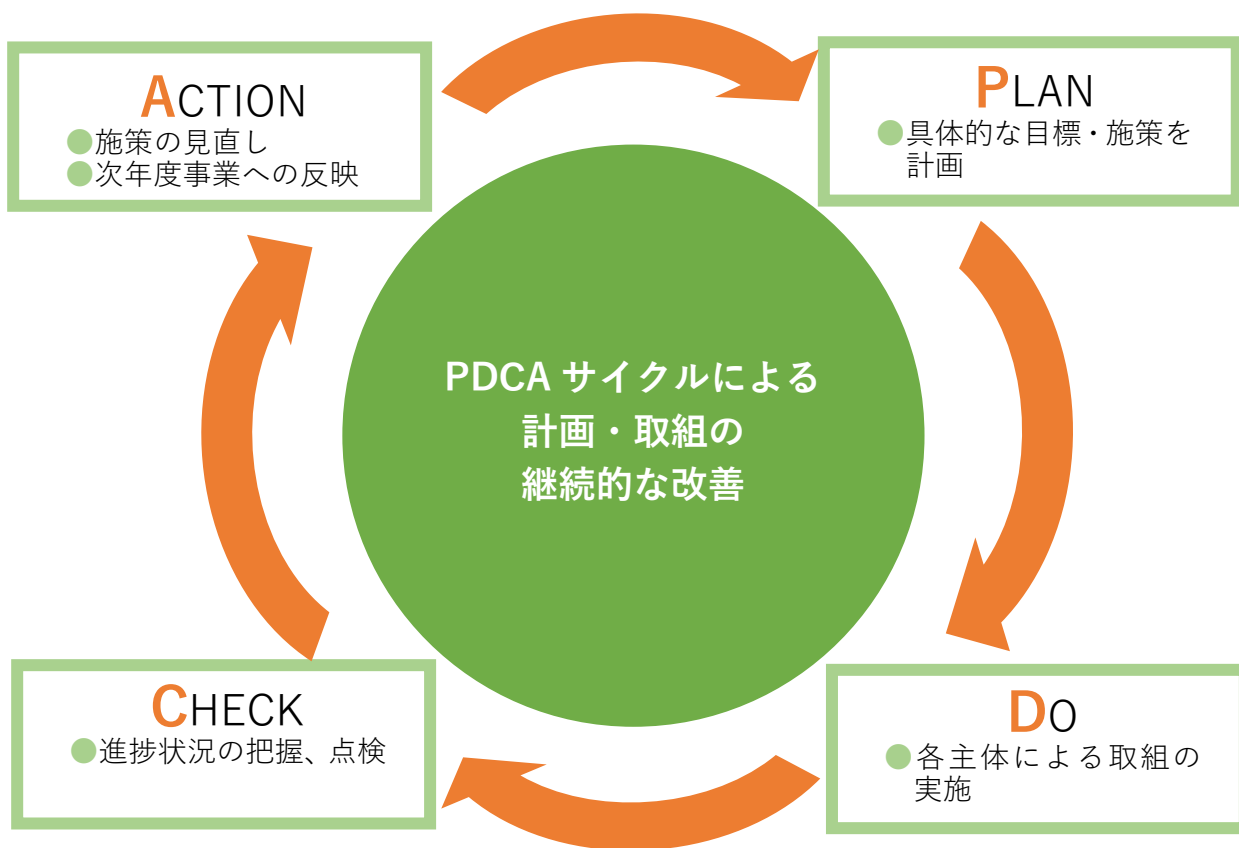 ACTION
●施策の見直し
●次年度事業への反映
PLAN
●具体的な目標・施策を
計画
PDCA サイクルによる
計画・取組の
継続的な改善
CHECK
●進捗状況の把握、点検
DO
●各主体による取組の
実施